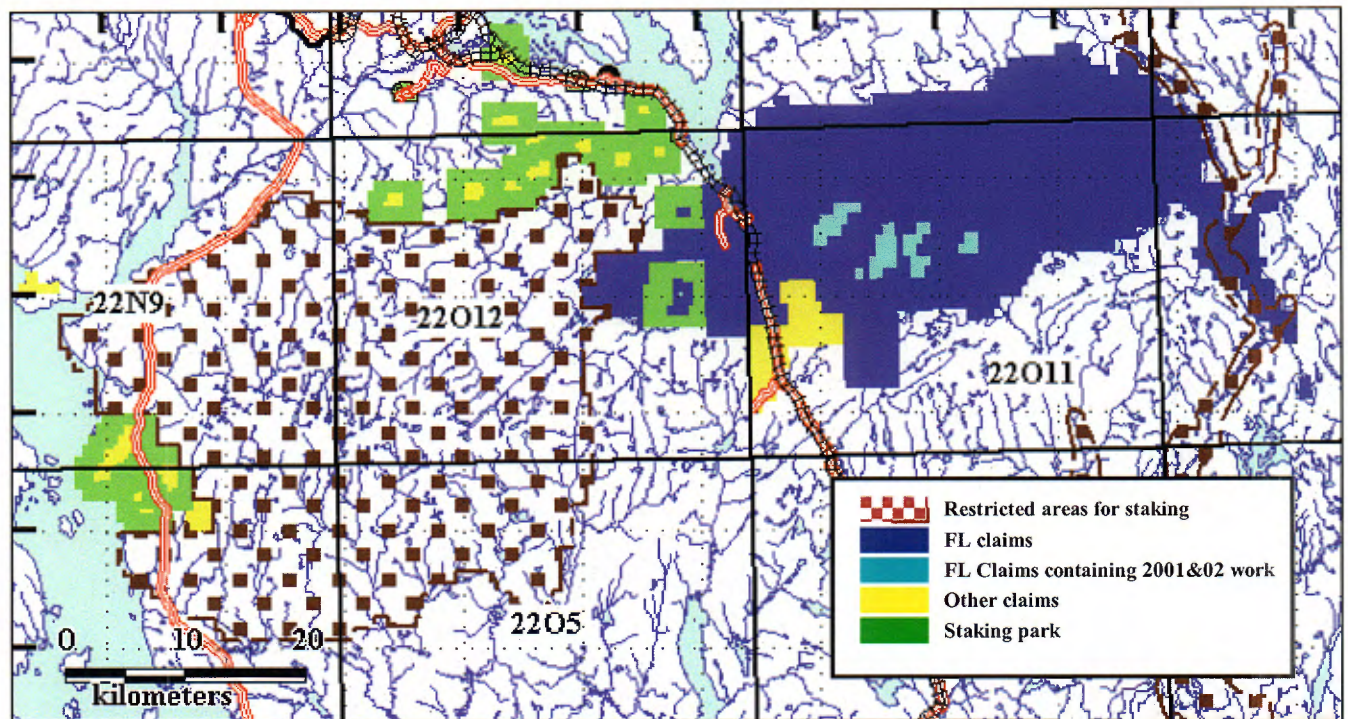 22N9
22O12
22O11
22O5
0 10 20
kilometers
Restricted areas for staking
FL claims
FL Claims containing 2001&02 work
Other claims
Staking park